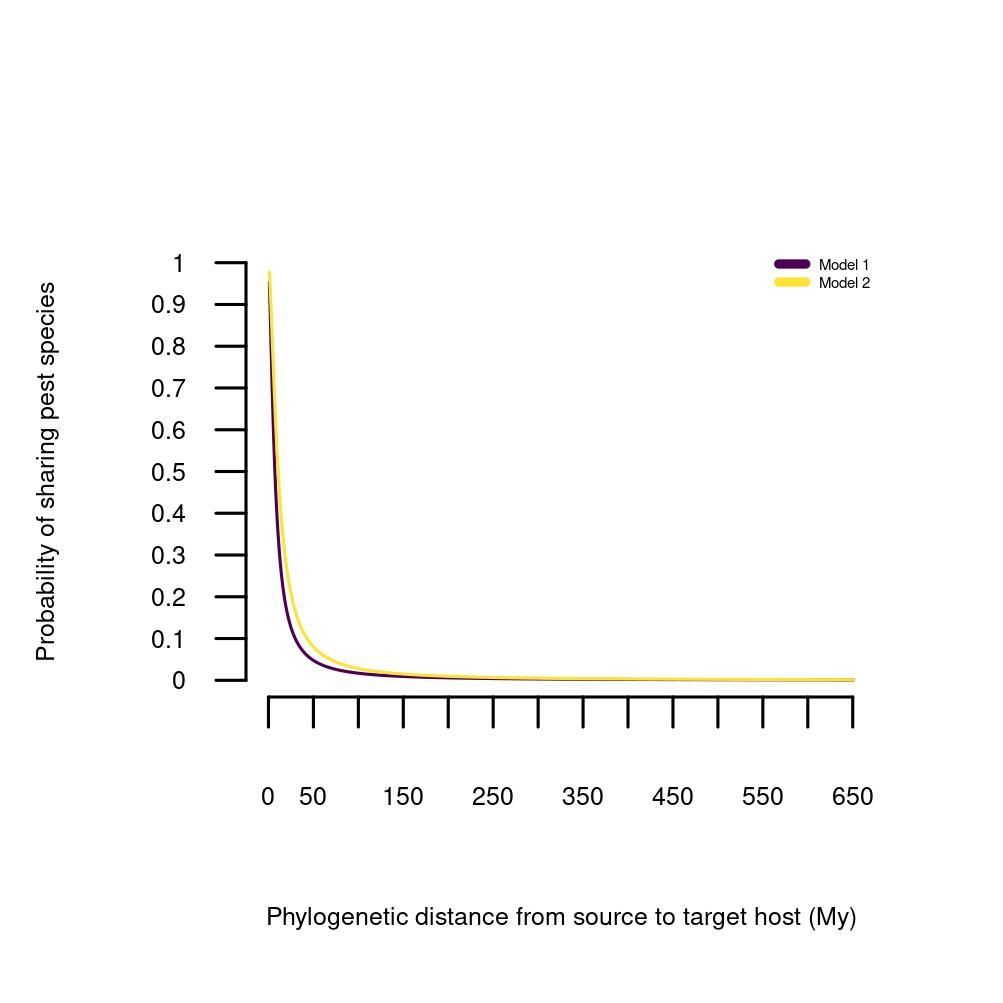 Model 1
Model 2
Probability of sharing pest species
1
0.9
0.8
0.7
0.6
0.5
0.4
0.3
0.2
0.1
0
0 50 150 250 350 450 550 650
Phylogenetic distance from source to target host (My)